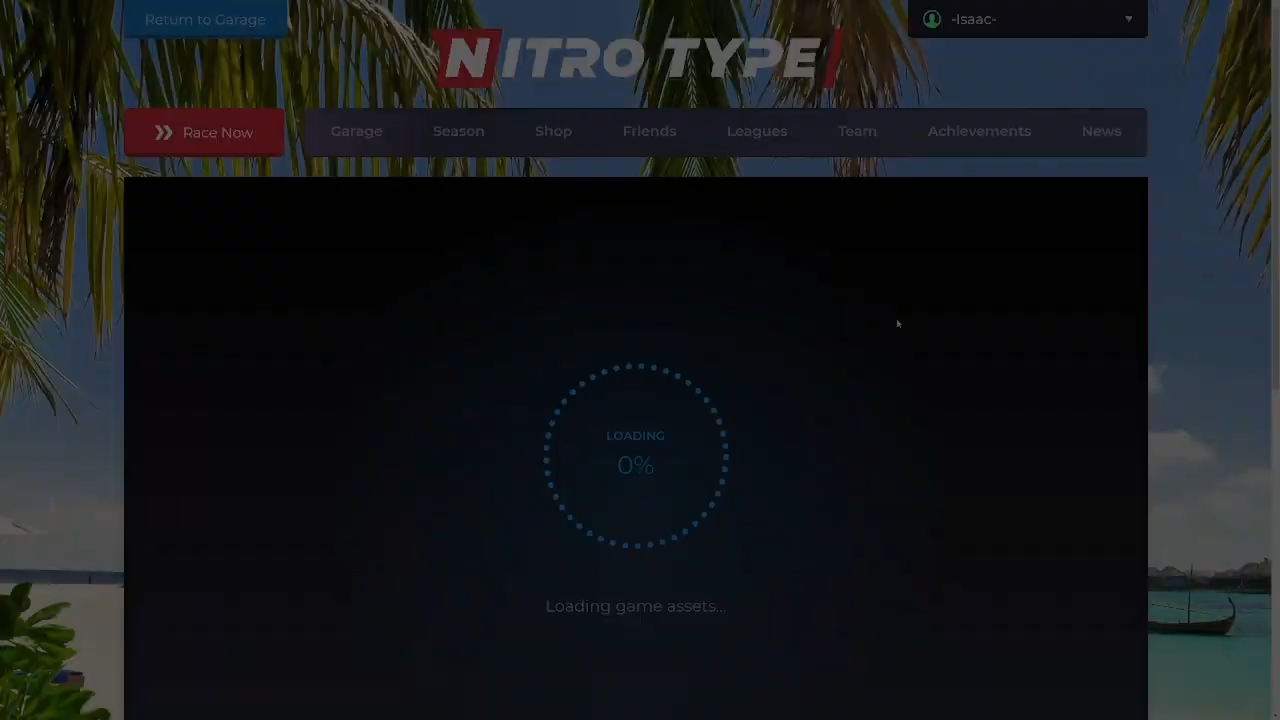 Return to Garage
-Isaac-
NITRO TYPE
Race Now
Garage
Season
Shop
Friends
Leagues
Team
Achievements
News
LOADING
0%
Loading game assets...